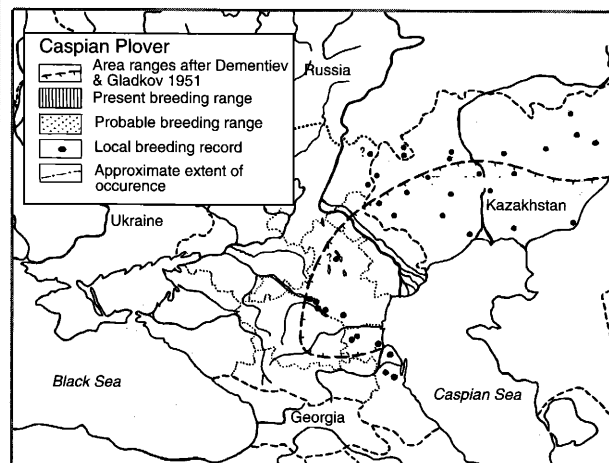 Caspian Plover
Area ranges after Dementiev
& Gladkov 1951
Present breeding range
Probable breeding range
Local breeding record
Approximate extent of
occurence
Russia
?
Kazakhstan
Ukraine
?
Black Sea
Caspian Sea
Georgia